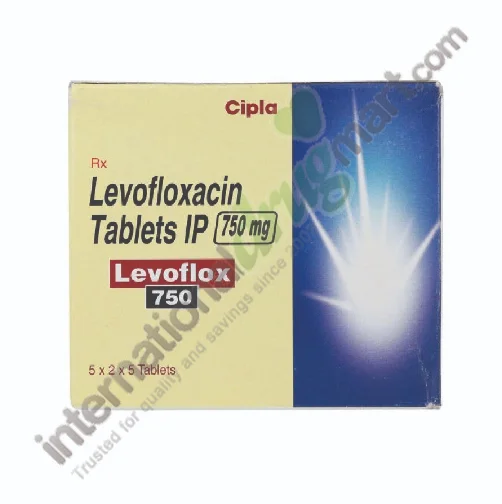 Cipla
Rx
Levofloxacin
Tablets IP 750 mg
Levoflox
750
5 x 2 x 5 Tablets
internationaldrugmart.com
Trusted for quality and savings since 20